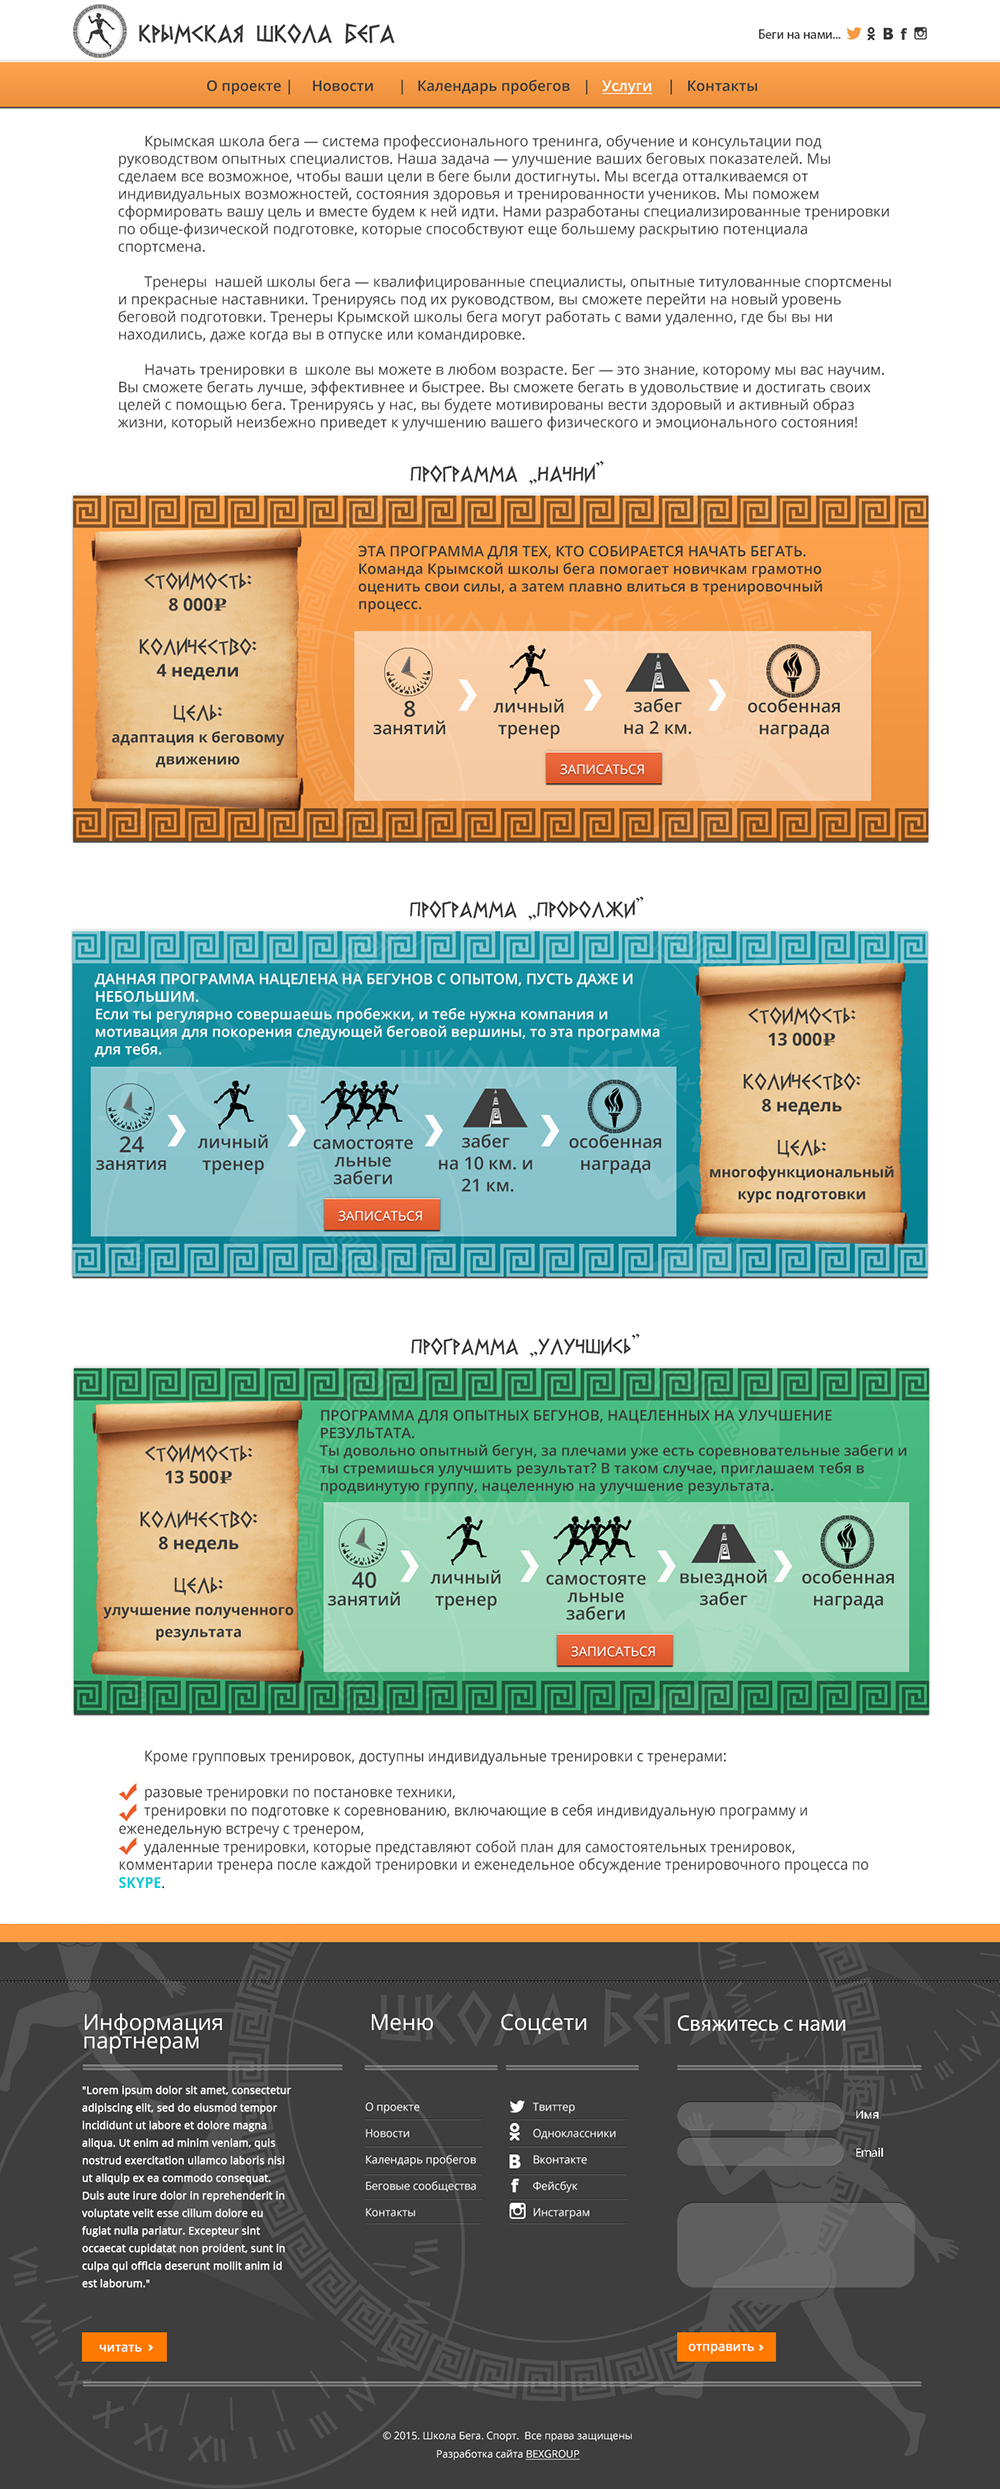 КРЫМСКАЯ ШКОЛА БЕГА
Беги на нами...
О проекте | Новости | Календарь пробегов | Услуги | Контакты
Крымская школа бега — система профессионального тренинга, обучение и консультации под
руководством опытных специалистов. Наша задача — улучшение ваших беговых показателей. Мы
сделаем все возможное, чтобы ваши цели в беге были достигнуты. Мы всегда отталкиваемся от
индивидуальных возможностей, состояния здоровья и тренированности учеников. Мы поможем
сформировать вашу цель и вместе будем к ней идти. Нами разработаны специализированные тренировки
по обще-физической подготовке, которые способствуют еще большему раскрытию потенциала
спортсмена.
Тренеры нашей школы бега — квалифицированные специалисты, опытные титулованные спортсмены
и прекрасные наставники. Тренируясь под их руководством, вы сможете перейти на новый уровень
беговой подготовки. Тренеры Крымской школы бега могут работать с вами удаленно, где бы вы ни
находились, даже когда вы в отпуске или командировке.
Начать тренировки в школе вы можете в любом возрасте. Бег — это знание, которому мы вас научим.
Вы сможете бегать лучше, эффективнее и быстрее. Вы сможете бегать в удовольствие и достигать своих
целей с помощью бега. Тренируясь у нас, вы будете мотивированы вести здоровый и активный образ
жизни, который неизбежно приведет к улучшению вашего физического и эмоционального состояния!
ПРОГРАММА „НАЧНИ”
СТОИМОСТЬ:
8 000₽
КОЛИЧЕСТВО:
4 недели
ЦЕЛЬ:
адаптация к беговому
движению
ЭТА ПРОГРАММА ДЛЯ ТЕХ, КТО СОБИРАЕТСЯ НАЧАТЬ БЕГАТЬ.
Команда Крымской школы бега помогает новичкам грамотно
оценить свои силы, а затем плавно влиться в тренировочный
процесс.
ШКОЛА БЕГА
8
занятий
личный
тренер
забег
на 2 км.
особенная
награда
ЗАПИСАТЬСЯ
ПРОГРАММА „ПРОДОЛЖИ”
ДАННАЯ ПРОГРАММА НАЦЕЛЕНА НА БЕГУНОВ С ОПЫТОМ, ПУСТЬ ДАЖЕ И
НЕБОЛЬШИМ.
Если ты регулярно совершаешь пробежки, и тебе нужна компания и
мотивация для покорения следующей беговой вершины, то эта программа
для тебя.
ШКОЛА БЕГА
24
занятия
личный
тренер
самостояте
льные
забеги
забег
на 10 км. и
21 км.
особенная
награда
ЗАПИСАТЬСЯ
СТОИМОСТЬ:
13 000₽
КОЛИЧЕСТВО:
8 недель
ЦЕЛЬ:
многофункциональный
курс подготовки
ПРОГРАММА „УЛУЧШИСЬ”
СТОИМОСТЬ:
13 500₽
КОЛИЧЕСТВО:
8 недель
ЦЕЛЬ:
улучшение полученного
результата
ПРОГРАММА ДЛЯ ОПЫТНЫХ БЕГУНОВ, НАЦЕЛЕННЫХ НА УЛУЧШЕНИЕ
РЕЗУЛЬТАТА.
Ты довольно опытный бегун, за плечами уже есть соревновательные забеги и
ты стремишься улучшить результат? В таком случае, приглашаем тебя в
продвинутую группу, нацеленную на улучшение результата.
40
занятий
личный
тренер
самостояте
льные
забеги
выездной
забег
особенная
награда
ЗАПИСАТЬСЯ
Кроме групповых тренировок, доступны индивидуальные тренировки с тренерами:
разовые тренировки по постановке техники,
тренировки по подготовке к соревнованию, включающие в себя индивидуальную программу и
еженедельную встречу с тренером,
удаленные тренировки, которые представляют собой план для самостоятельных тренировок,
комментарии тренера после каждой тренировки и еженедельное обсуждение тренировочного процесса по
SKYPE.
ШКОЛА БЕГА
Информация
партнерам
"Lorem ipsum dolor sit amet, consectetur
adipiscing elit, sed do eiusmod tempor
incididunt ut labore et dolore magna
aliqua. Ut enim ad minim veniam, quis
nostrud exercitation ullamco laboris nisi
ut aliquip ex ea commodo consequat.
Duis aute irure dolor in reprehenderit in
voluptate velit esse cillum dolore eu
fugiat nulla pariatur. Excepteur sint
occaecat cupidatat non proident, sunt in
culpa qui officia deserunt mollit anim id
est laborum."
читать ›
Меню
О проекте
Новости
Календарь пробегов
Беговые сообщества
Контакты
Соцсети
Твиттер
Одноклассники
Вконтакте
Фейсбук
Инстаграм
Свяжитесь с нами
Имя
Email
отправить ›
© 2015. Школа Бега. Спорт. Все права защищены
Разработка сайта BEXGROUP